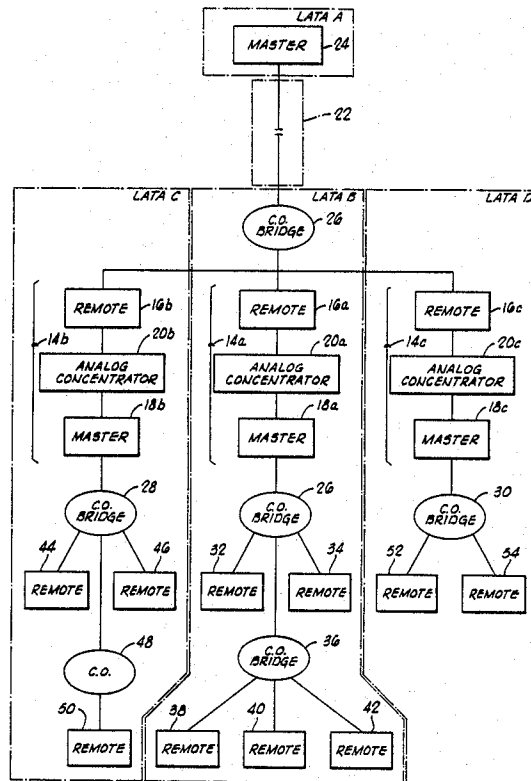 LATA A
MASTER
24
22
LATA C
LATA B
LATA D
C.O. BRIDGE
26
REMOTE
16b
REMOTE
16a
REMOTE
16c
14b
20b
14a
20a
14c
20c
ANALOG CONCENTRATOR
ANALOG CONCENTRATOR
ANALOG CONCENTRATOR
18b
18a
18c
MASTER
MASTER
MASTER
28
26
30
C.O. BRIDGE
C.O. BRIDGE
C.O. BRIDGE
44
46
32
34
52
54
REMOTE
REMOTE
REMOTE
REMOTE
REMOTE
REMOTE
48
36
C.O.
C.O. BRIDGE
50
38
40
42
REMOTE
REMOTE
REMOTE
REMOTE